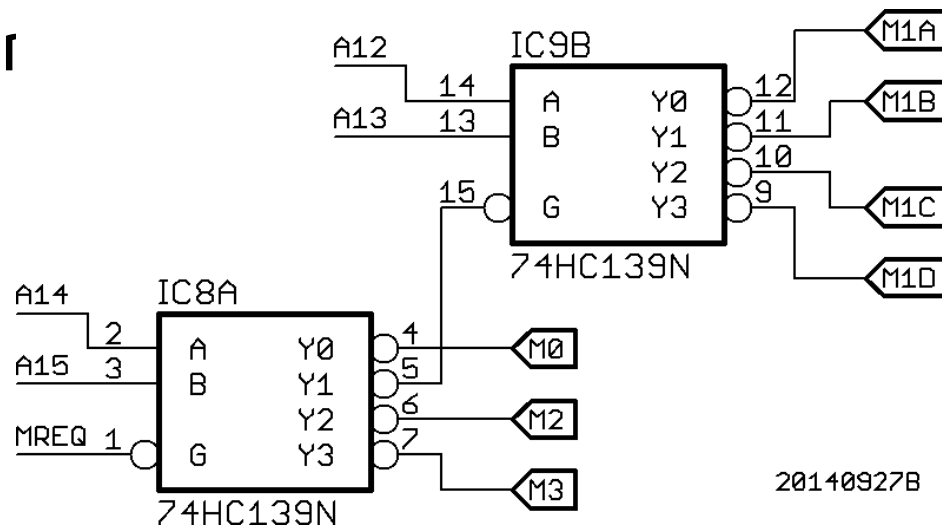 IC9B
A12
14
A
Y0
12
M1A
A13
13
B
Y1
11
M1B
Y2
10
M1C
15
G
Y3
9
M1D
74HC139N
IC8A
A14
2
A
Y0
4
M0
A15
3
B
Y1
5
Y2
6
M2
MREQ
1
G
Y3
7
M3
74HC139N
20140927B